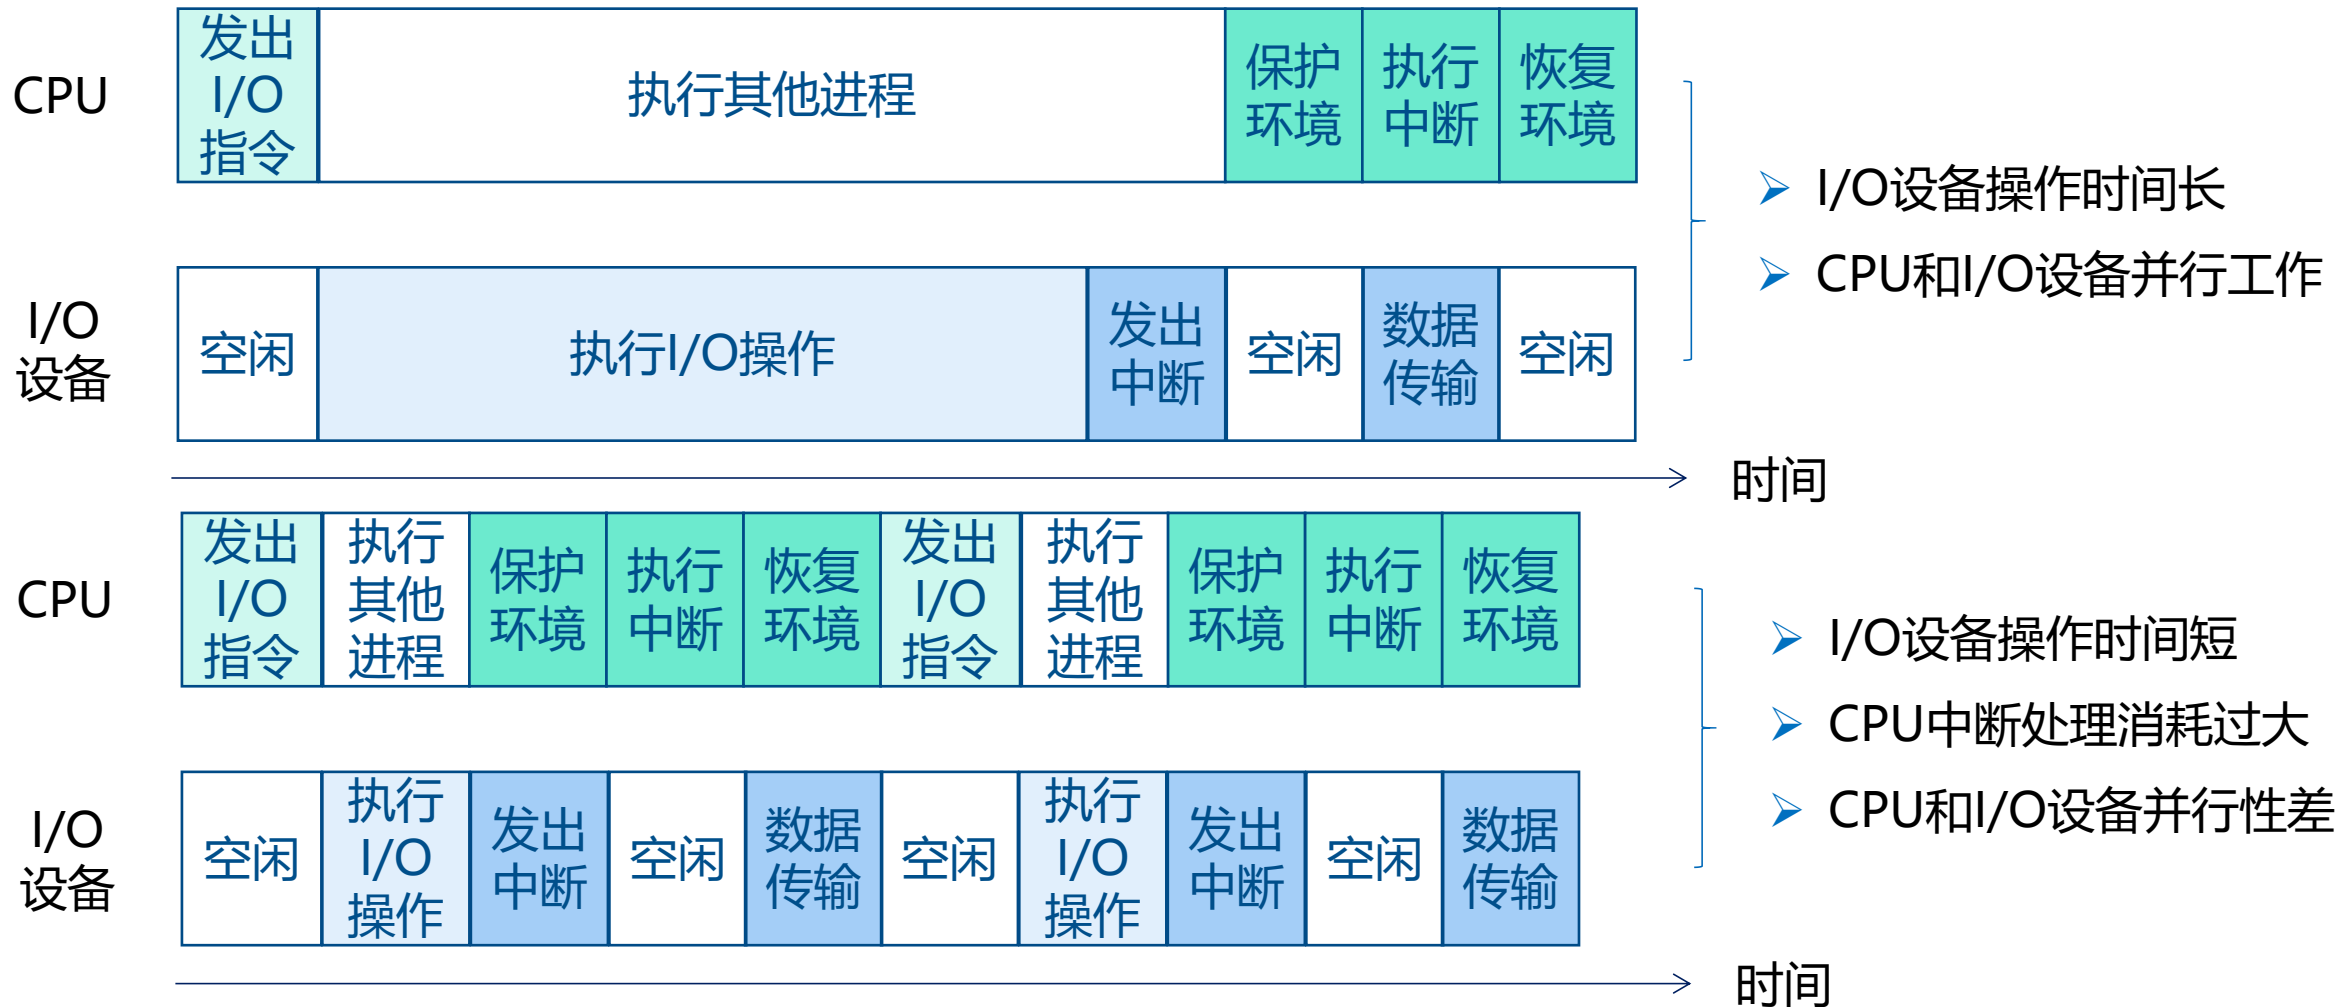 CPU
发出
I/O
指令
执行其他进程
保护
环境
执行
中断
恢复
环境
I/O
设备
空闲
执行I/O操作
发出
中断
空闲
数据
传输
空闲
时间
I/O设备操作时间长
CPU和I/O设备并行工作
CPU
发出
I/O
指令
执行
其他
进程
保护
环境
执行
中断
恢复
环境
发出
I/O
指令
执行
其他
进程
保护
环境
执行
中断
恢复
环境
I/O
设备
空闲
执行
I/O
操作
发出
中断
空闲
数据
传输
空闲
执行
I/O
操作
发出
中断
空闲
数据
传输
时间
I/O设备操作时间短
CPU中断处理消耗过大
CPU和I/O设备并行性差